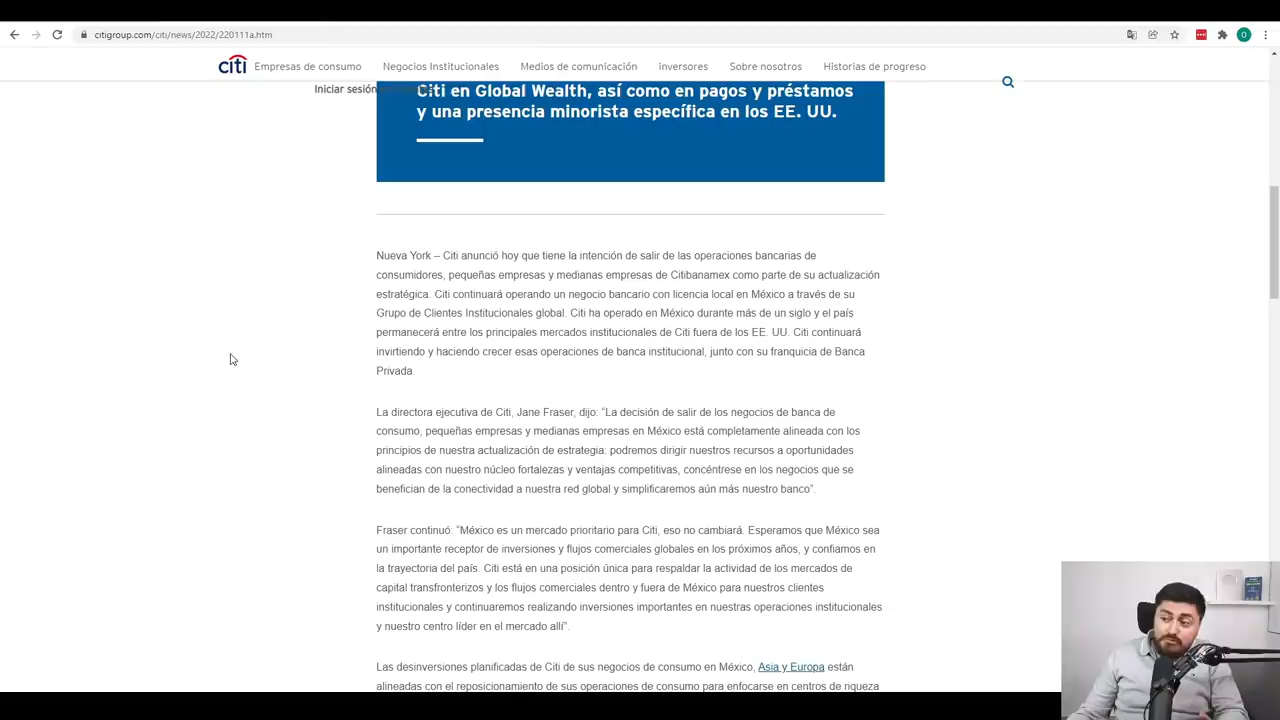 citigroup.com/citi/news/2022/220111a.htm
O
citi
Empresas de consumo Negocios Institucionales Medios de comunicación inversores Sobre nosotros Historias de progreso
Iniciar sesión
Citi en Global Wealth, así como en pagos y préstamos
y una presencia minorista específica en los EE. UU.
Nueva York – Citi anunció hoy que tiene la intención de salir de las operaciones bancarias de
consumidores, pequeñas empresas y medianas empresas de Citibanamex como parte de su actualización
estratégica. Citi continuará operando un negocio bancario con licencia local en México a través de su
Grupo de Clientes Institucionales global. Citi ha operado en México durante más de un siglo y el país
permanecerá entre los principales mercados institucionales de Citi fuera de los EE. UU. Citi continuará
invirtiendo y haciendo crecer esas operaciones de banca institucional, junto con su franquicia de Banca
Privada.
La directora ejecutiva de Citi, Jane Fraser, dijo: “La decisión de salir de los negocios de banca de
consumo, pequeñas empresas y medianas empresas en México está completamente alineada con los
principios de nuestra actualización de estrategia: podremos dirigir nuestros recursos a oportunidades
alineadas con nuestro núcleo fortalezas y ventajas competitivas, concéntrese en los negocios que se
benefician de la conectividad a nuestra red global y simplificaremos aún más nuestro banco”.
Fraser continuó: “México es un mercado prioritario para Citi, eso no cambiará. Esperamos que México sea
un importante receptor de inversiones y flujos comerciales globales en los próximos años, y confiamos en
la trayectoria del país. Citi está en una posición única para respaldar la actividad de los mercados de
capital transfronterizos y los flujos comerciales dentro y fuera de México para nuestros clientes
institucionales y continuaremos realizando inversiones importantes en nuestras operaciones institucionales
y nuestro centro líder en el mercado allí”.
Las desinversiones planificadas de Citi de sus negocios de consumo en México, Asia y Europa están
alineadas con el reposicionamiento de sus operaciones de consumo para enfocarse en centros de riqueza